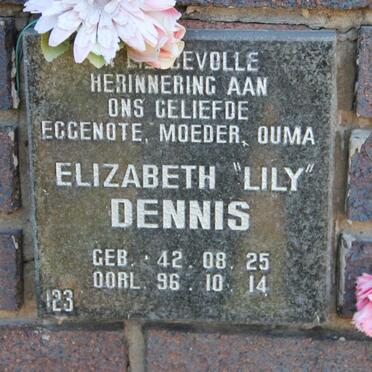 LIEFDEVOLLE
HERINNERING AAN
ONS GELIEFDE
EGGENOTE, MOEDER, OUMA
ELIZABETH "LILY"
DENNIS
GEB. 42. 08. 25
OORL. 96. 10. 14
123